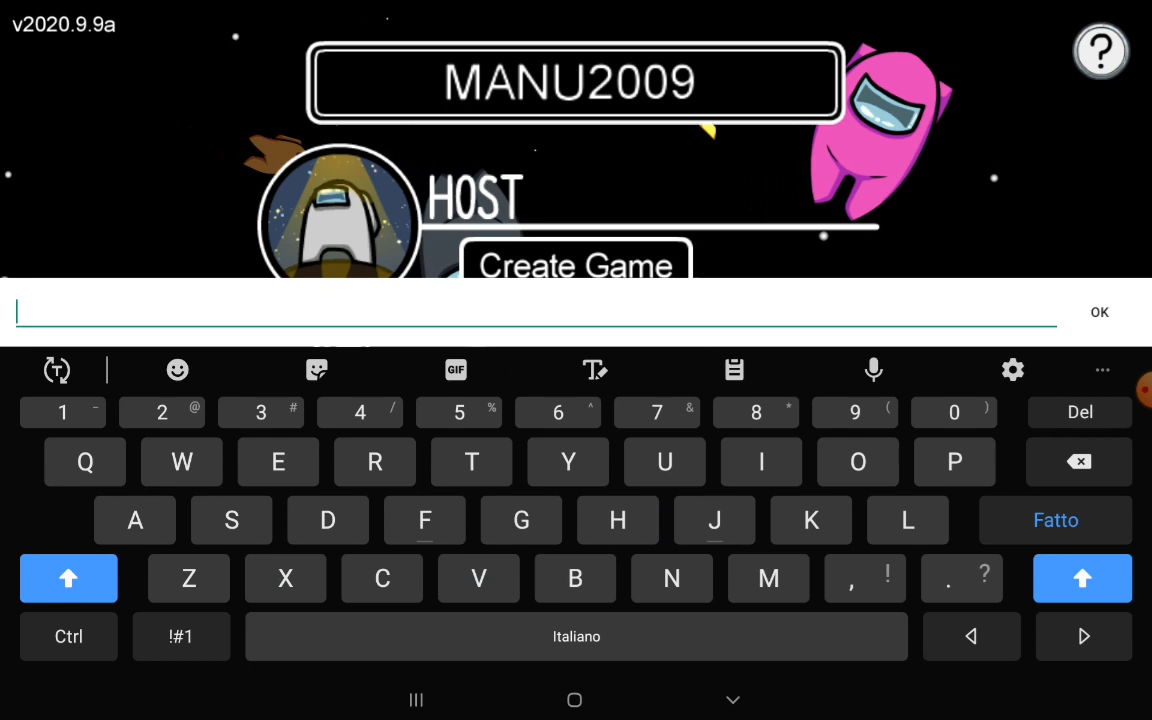 v2020.9.9a
?
MANU2009
HOST
Create Game
OK
T GIF T ...
1 - 2 @ 3 # 4 / 5 % 6 ^ 7 & 8 * 9 ( 0 ) Del
Q W E R T Y U I O P
A S D F G H J K L Fatto
Z X C V B N M , ! . ?
Ctrl !#1 Italiano